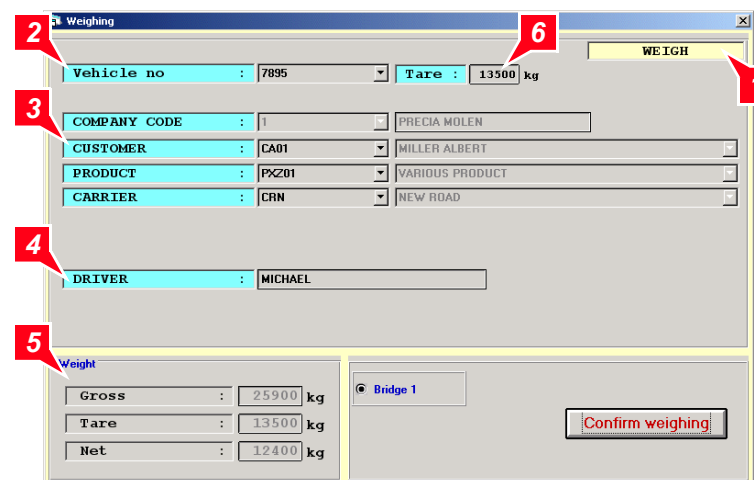 Weighing
2
6
WEIGH
Vehicle no : 7895 Tare : 13500 kg
3
COMPANY CODE : 1 PRECIA MOLEN
CUSTOMER : CA01 MILLER ALBERT
PRODUCT : PXZ01 VARIOUS PRODUCT
CARRIER : CRN NEW ROAD
4
DRIVER : MICHAEL
5
Weight
Gross : 25900 kg
Tare : 13500 kg
Net : 12400 kg
Bridge 1
Confirm weighing